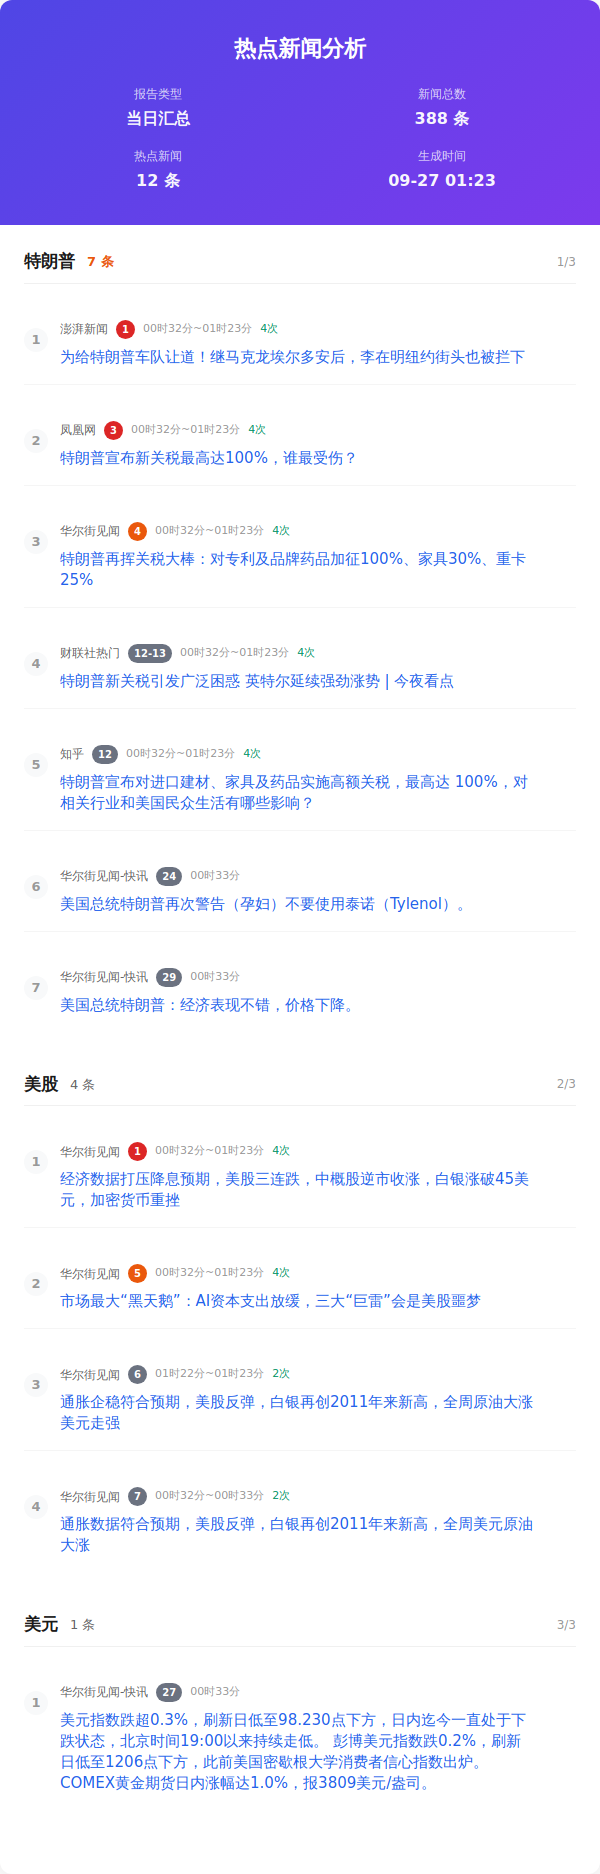 热点新闻分析
报告类型
新闻总数
当日汇总
388 条
热点新闻
生成时间
12 条
09-27 01:23
特朗普 7 条 1/3
1 澎湃新闻 1 00时32分~01时23分 4次
为给特朗普车队让道！继马克龙埃尔多安后，李在明纽约街头也被拦下
2 凤凰网 3 00时32分~01时23分 4次
特朗普宣布新关税最高达100%，谁最受伤？
3 华尔街见闻 4 00时32分~01时23分 4次
特朗普再挥关税大棒：对专利及品牌药品加征100%、家具30%、重卡
25%
4 财联社热门 12-13 00时32分~01时23分 4次
特朗普新关税引发广泛困惑 英特尔延续强劲涨势 | 今夜看点
5 知乎 12 00时32分~01时23分 4次
特朗普宣布对进口建材、家具及药品实施高额关税，最高达 100%，对
相关行业和美国民众生活有哪些影响？
6 华尔街见闻-快讯 24 00时33分
美国总统特朗普再次警告（孕妇）不要使用泰诺（Tylenol）。
7 华尔街见闻-快讯 29 00时33分
美国总统特朗普：经济表现不错，价格下降。
美股 4 条 2/3
1 华尔街见闻 1 00时32分~01时23分 4次
经济数据打压降息预期，美股三连跌，中概股逆市收涨，白银涨破45美
元，加密货币重挫
2 华尔街见闻 5 00时32分~01时23分 4次
市场最大“黑天鹅”：AI资本支出放缓，三大“巨雷”会是美股噩梦
3 华尔街见闻 6 01时22分~01时23分 2次
通胀企稳符合预期，美股反弹，白银再创2011年来新高，全周原油大涨
美元走强
4 华尔街见闻 7 00时32分~00时33分 2次
通胀数据符合预期，美股反弹，白银再创2011年来新高，全周美元原油
大涨
美元 1 条 3/3
1 华尔街见闻-快讯 27 00时33分
美元指数跌超0.3%，刷新日低至98.230点下方，日内迄今一直处于下
跌状态，北京时间19:00以来持续走低。 彭博美元指数跌0.2%，刷新
日低至1206点下方，此前美国密歇根大学消费者信心指数出炉。
COMEX黄金期货日内涨幅达1.0%，报3809美元/盎司。